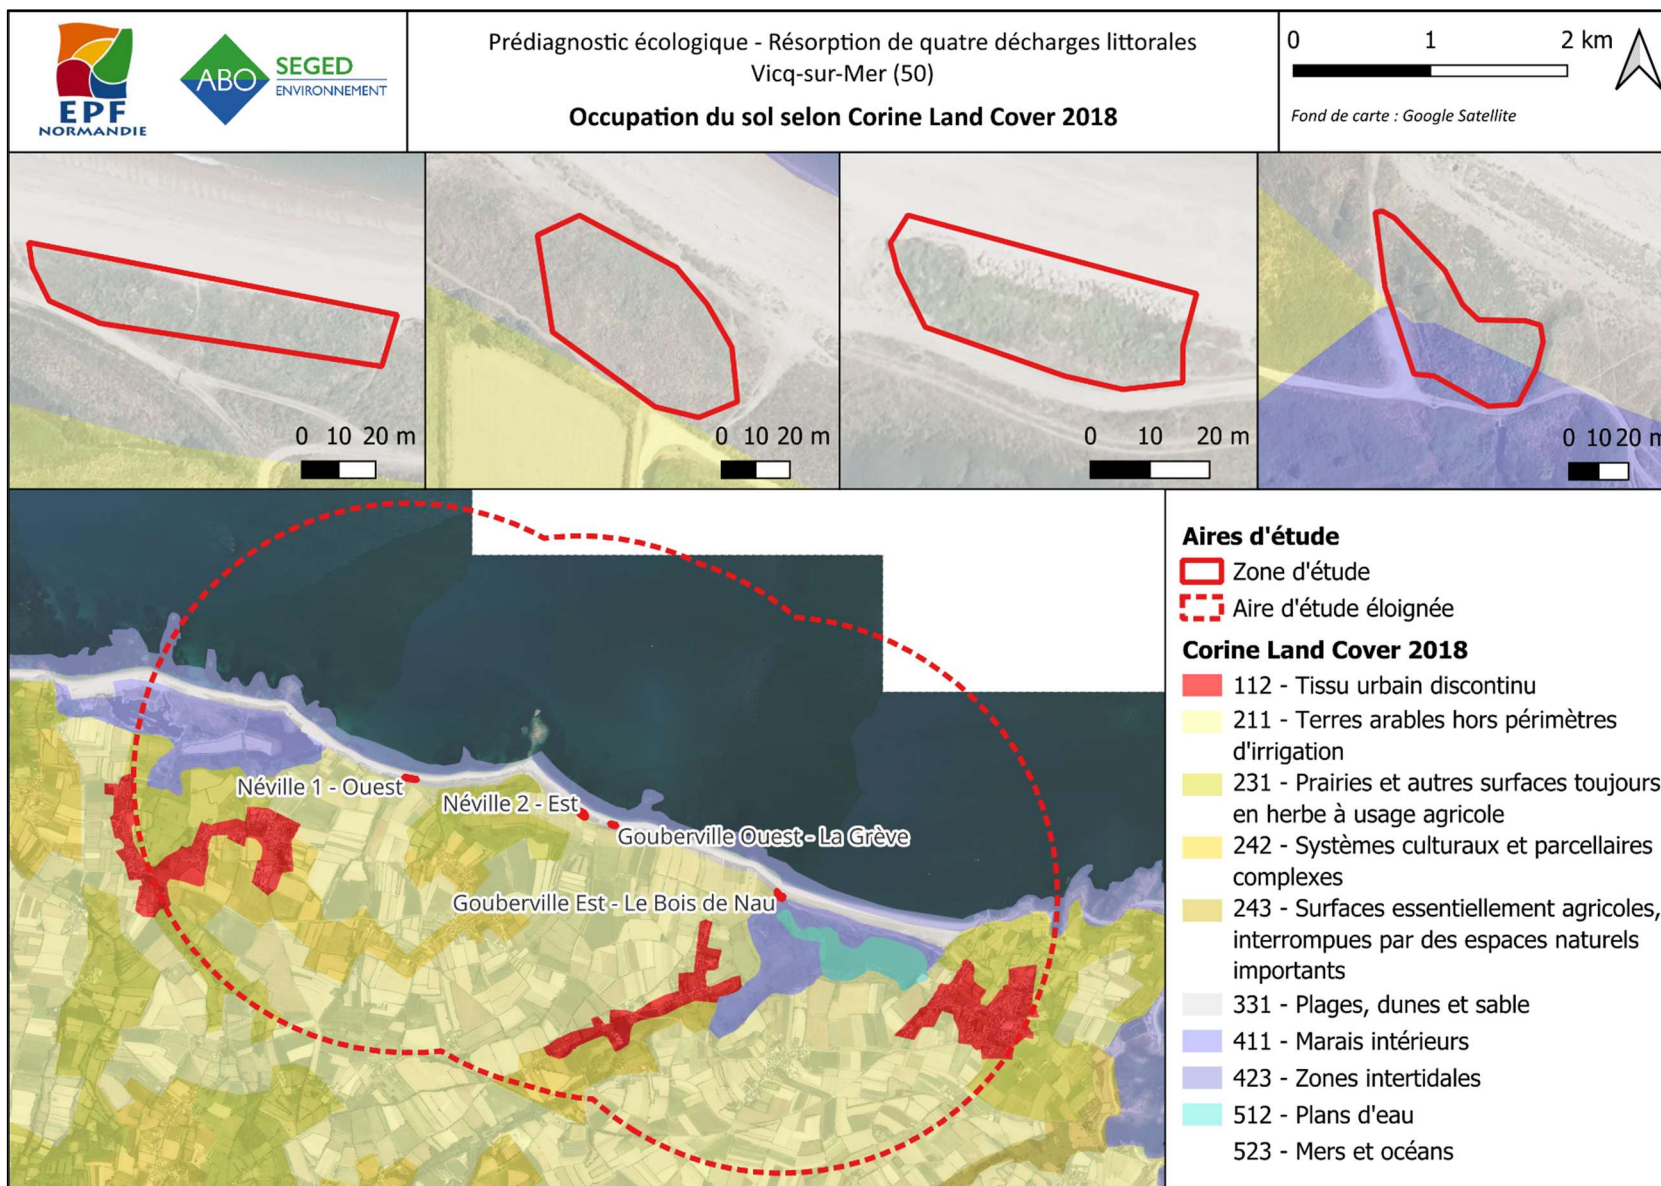 EPF
NORMANDIE
ABO
SEGED
ENVIRONNEMENT
Prédiagnostic écologique - Résorption de quatre décharges littorales
Vicq-sur-Mer (50)
Occupation du sol selon Corine Land Cover 2018
0 1 2 km
Fond de carte : Google Satellite
0 10 20 m
0 10 20 m
0 10 20 m
0 10 20 m
Néville 1 - Ouest
Néville 2 - Est
Gouberville Ouest - La Grève
Gouberville Est - Le Bois de Nau
Aires d'étude
Zone d'étude
Aire d'étude éloignée
Corine Land Cover 2018
112 - Tissu urbain discontinu
211 - Terres arables hors périmètres
d'irrigation
231 - Prairies et autres surfaces toujours
en herbe à usage agricole
242 - Systèmes culturaux et parcellaires
complexes
243 - Surfaces essentiellement agricoles,
interrompues par des espaces naturels
importants
331 - Plages, dunes et sable
411 - Marais intérieurs
423 - Zones intertidales
512 - Plans d'eau
523 - Mers et océans